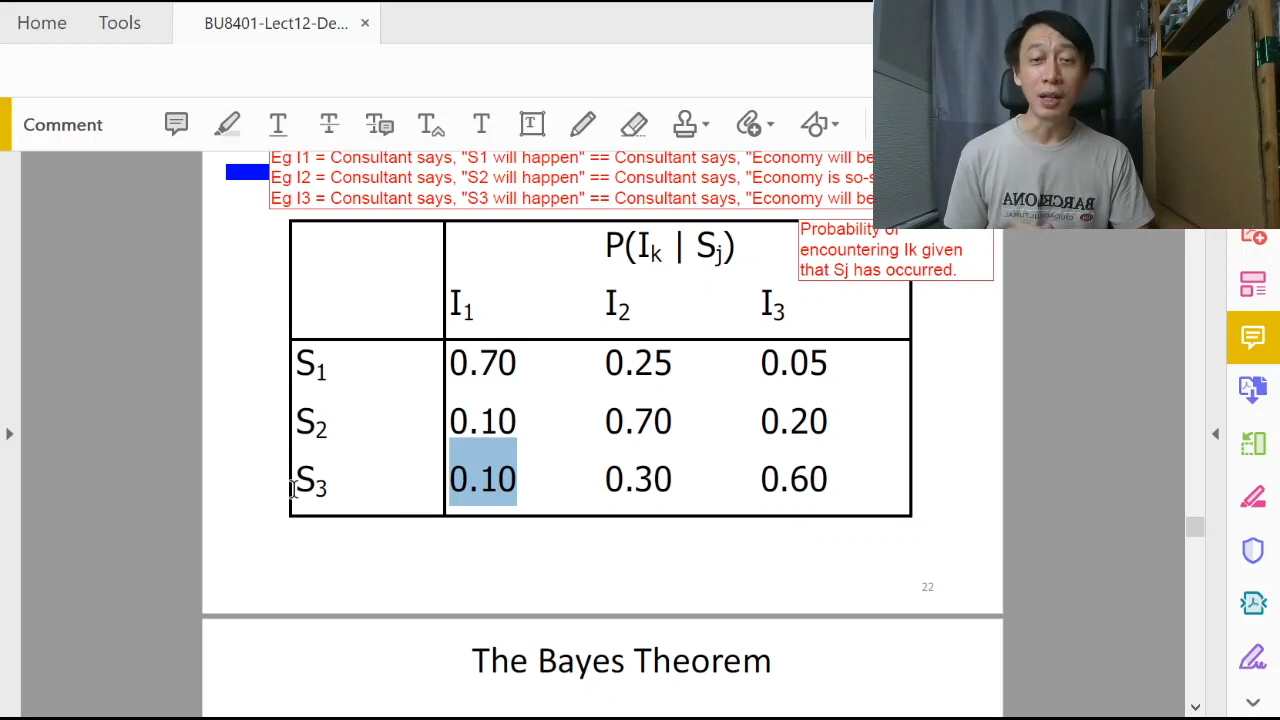 Home Tools BU8401-Lect12-De... ×
Comment
Eg I1 = Consultant says, "S1 will happen" == Consultant says, "Economy will be
Eg I2 = Consultant says, "S2 will happen" == Consultant says, "Economy is so-s
Eg I3 = Consultant says, "S3 will happen" == Consultant says, "Economy will be
P(Ik | Sj)
Probability of
encountering Ik given
that Sj has occurred.
I1 I2 I3
S1 0.70 0.25 0.05
S2 0.10 0.70 0.20
S3 0.10 0.30 0.60
22
The Bayes Theorem
BARCELONA